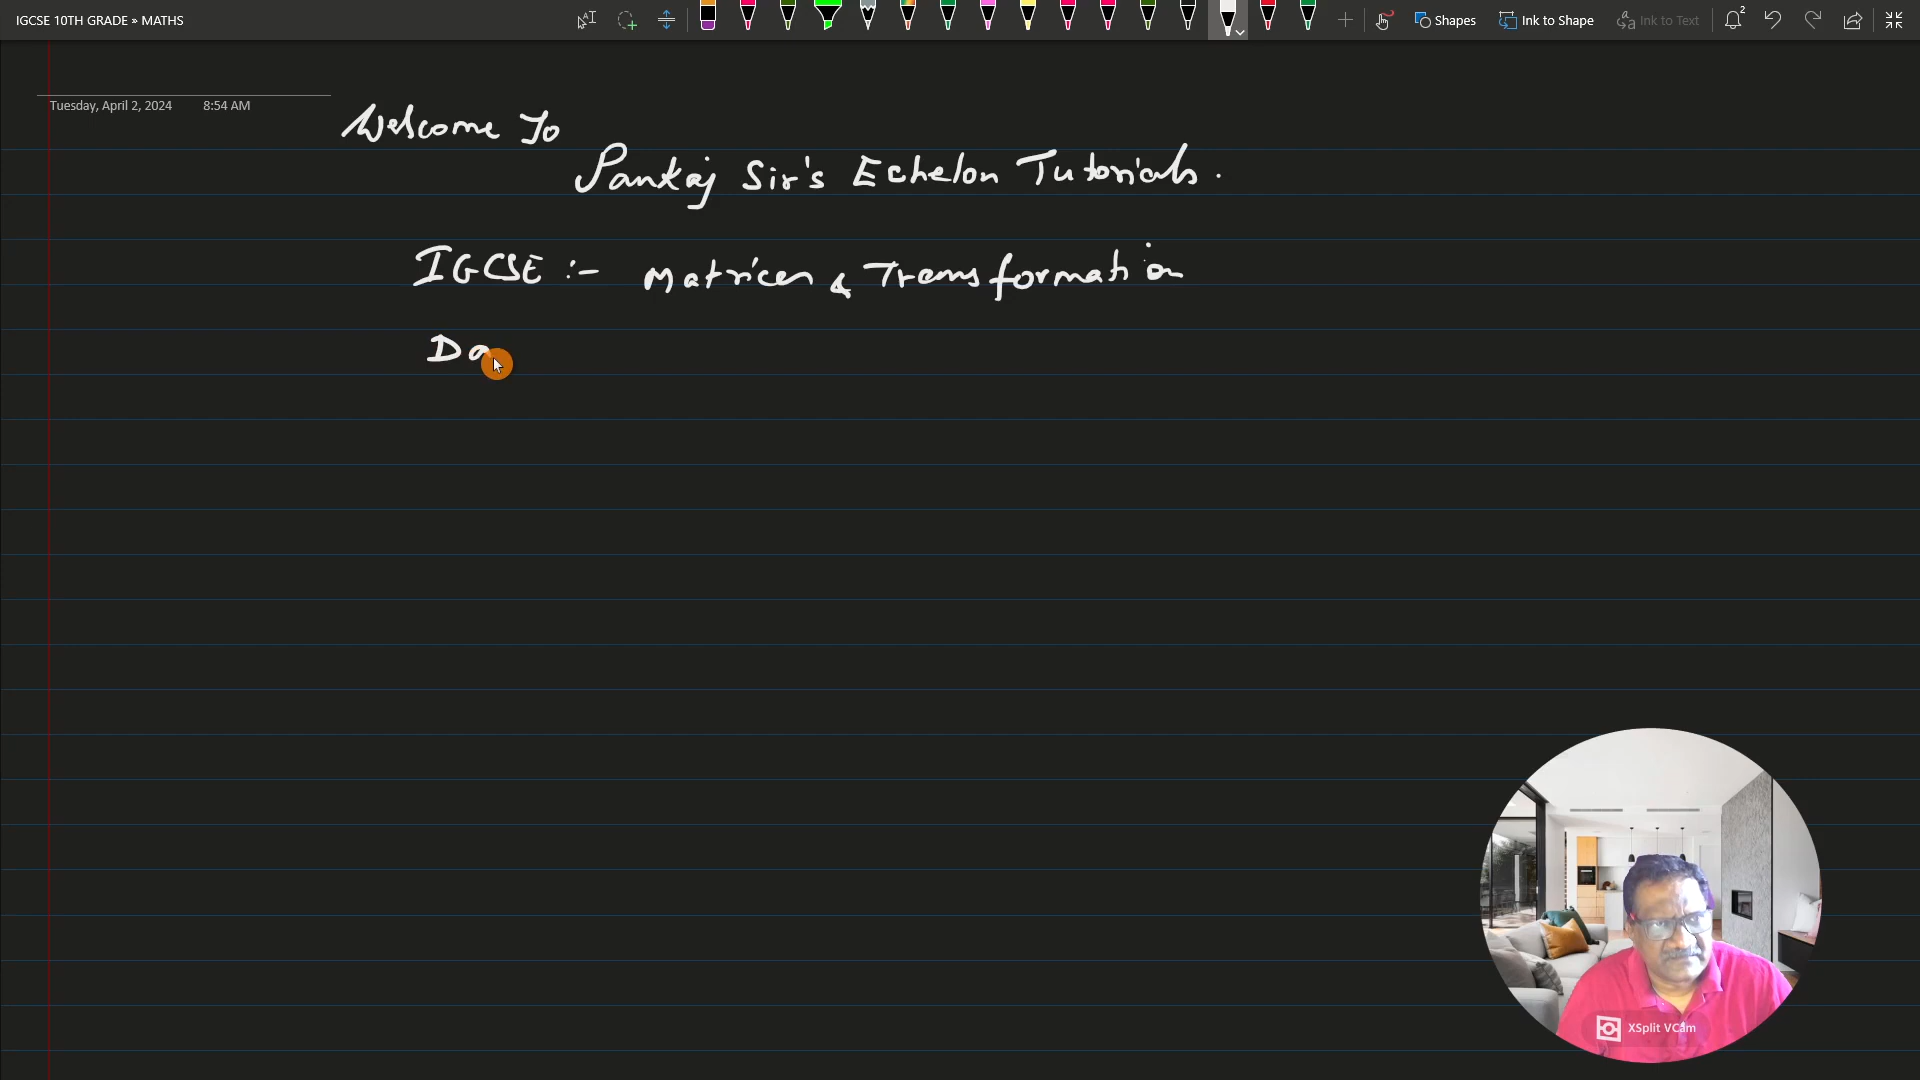 IGCSE 10TH GRADE » MATHS
Shapes
Ink to Shape
Ink to Text
2
Tuesday, April 2, 2024 8:54 AM
Welcome To
Pankaj Sir's Echelon Tutorials.
IGCSE :- Matrices & Transformation
Da
XSplit VCam